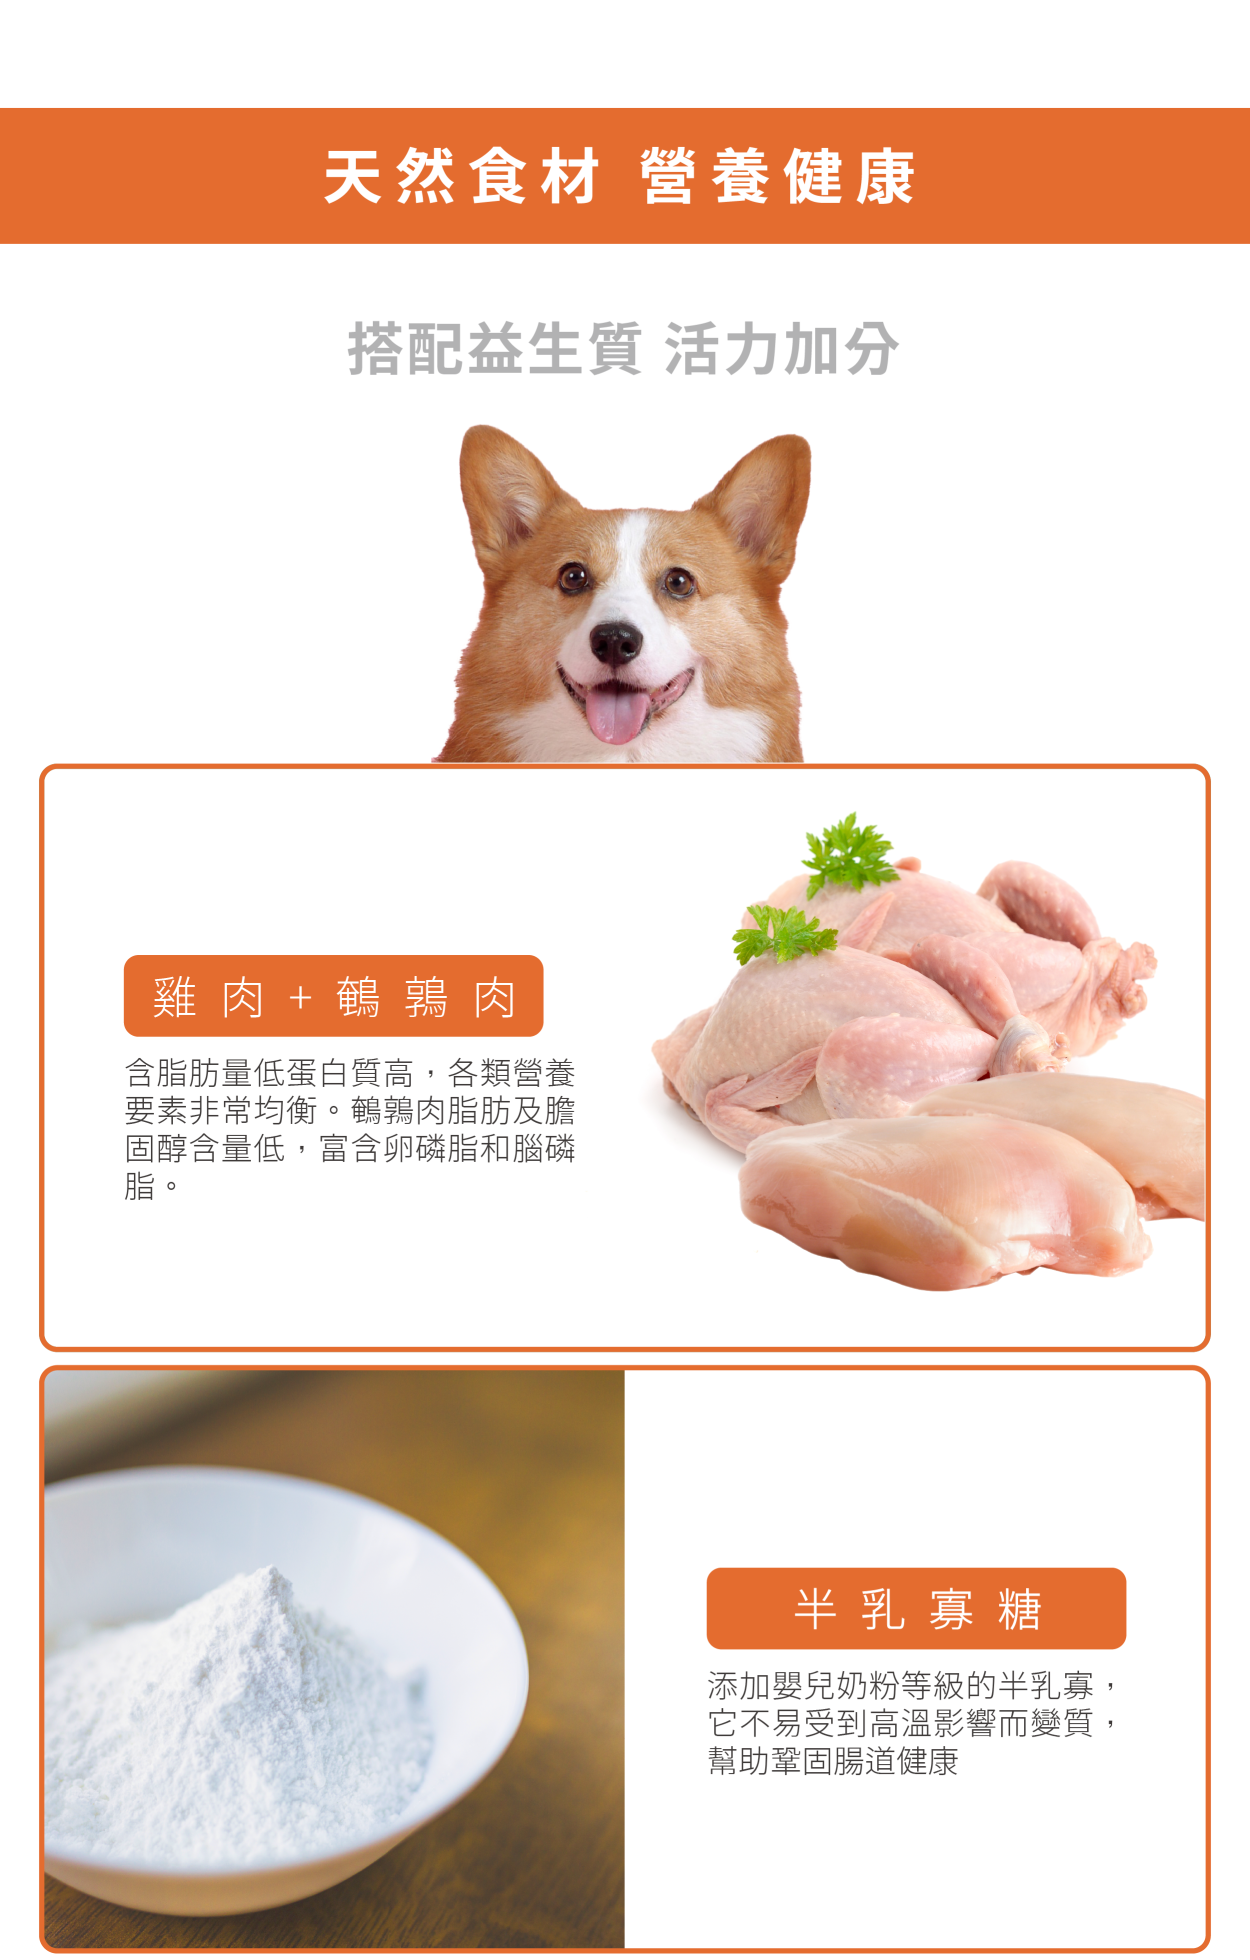 天然食材 營養健康
搭配益生質 活力加分
雞肉+鵪鶉肉
含脂肪量低蛋白質高，各類營養
要素非常均衡。鵪鶉肉脂肪及膽
固醇含量低，富含卵磷脂和腦磷
脂。
半乳寡糖
添加嬰兒奶粉等級的半乳寡，
它不易受到高溫影響而變質，
幫助鞏固腸道健康